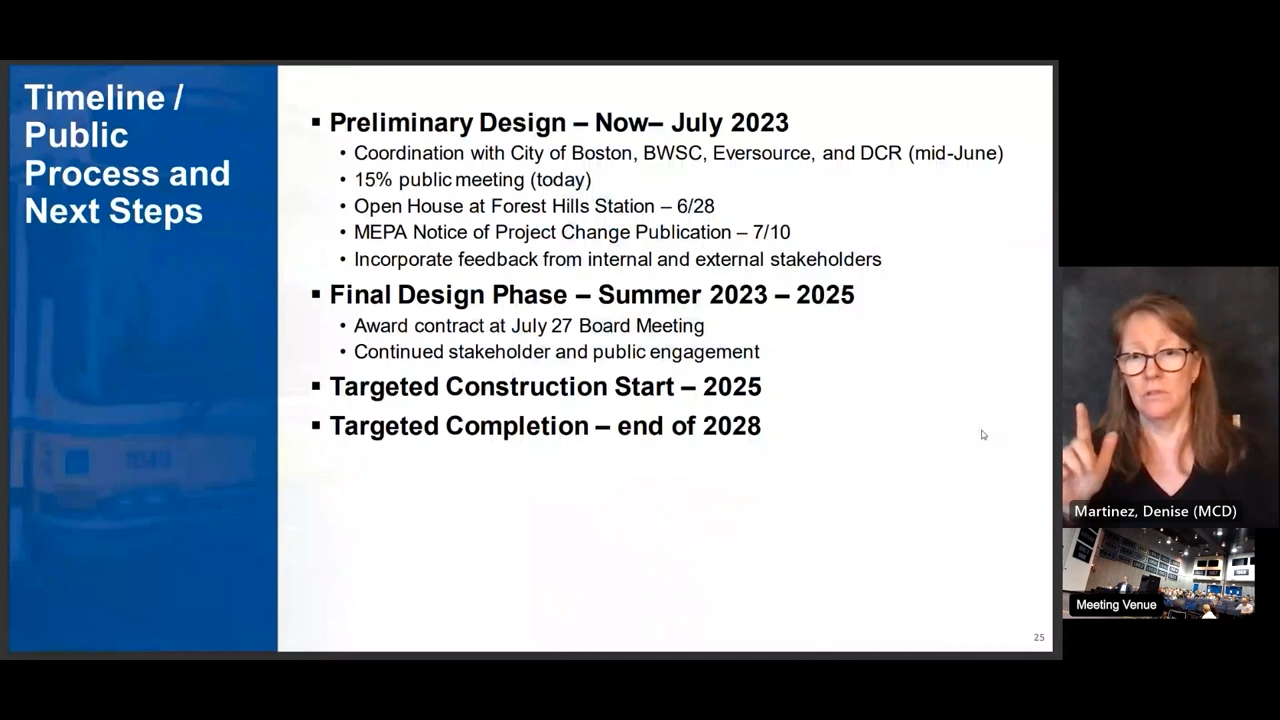 Timeline /
Public
Process and
Next Steps
▪ Preliminary Design – Now– July 2023
• Coordination with City of Boston, BWSC, Eversource, and DCR (mid-June)
• 15% public meeting (today)
• Open House at Forest Hills Station – 6/28
• MEPA Notice of Project Change Publication – 7/10
• Incorporate feedback from internal and external stakeholders
▪ Final Design Phase – Summer 2023 – 2025
• Award contract at July 27 Board Meeting
• Continued stakeholder and public engagement
▪ Targeted Construction Start – 2025
▪ Targeted Completion – end of 2028
25
Martinez, Denise (MCD)
Meeting Venue